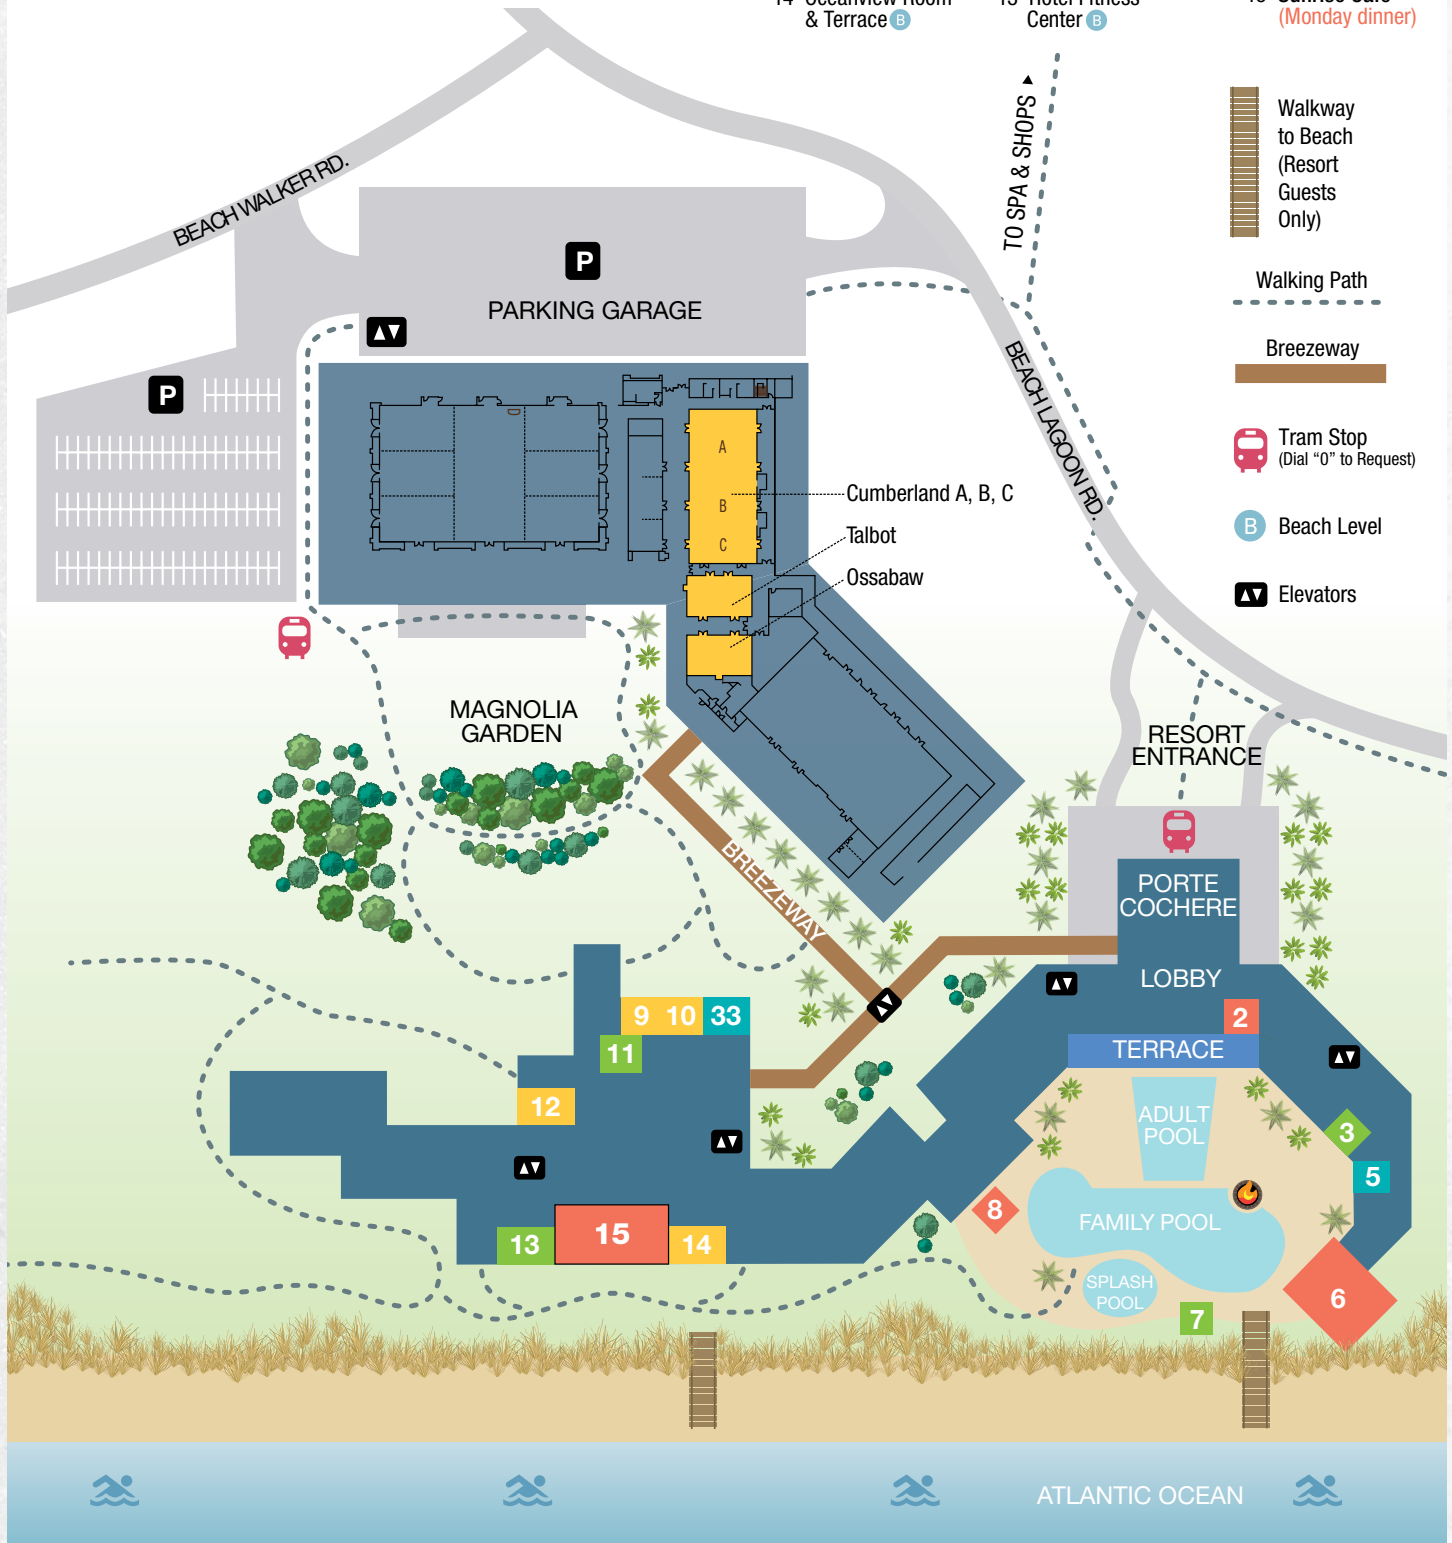 & Terrace B
Center B
(Monday dinner)
TO SPA & SHOPS
Walkway
to Beach
(Resort
Guests
Only)
BEACH WALKER RD.
P
PARKING GARAGE
Walking Path
Breezeway
P
BEACH LAGOON RD.
Tram Stop
(Dial “0” to Request)
A
B
C
Cumberland A, B, C
Talbot
Ossabaw
B Beach Level
Elevators
MAGNOLIA
GARDEN
RESORT
ENTRANCE
BREEZEWAY
PORTE
COCHERE
LOBBY
9 10 33
2
11
TERRACE
12
ADULT
POOL
3
5
8
FAMILY POOL
13
15
14
SPLASH
POOL
6
7
ATLANTIC OCEAN